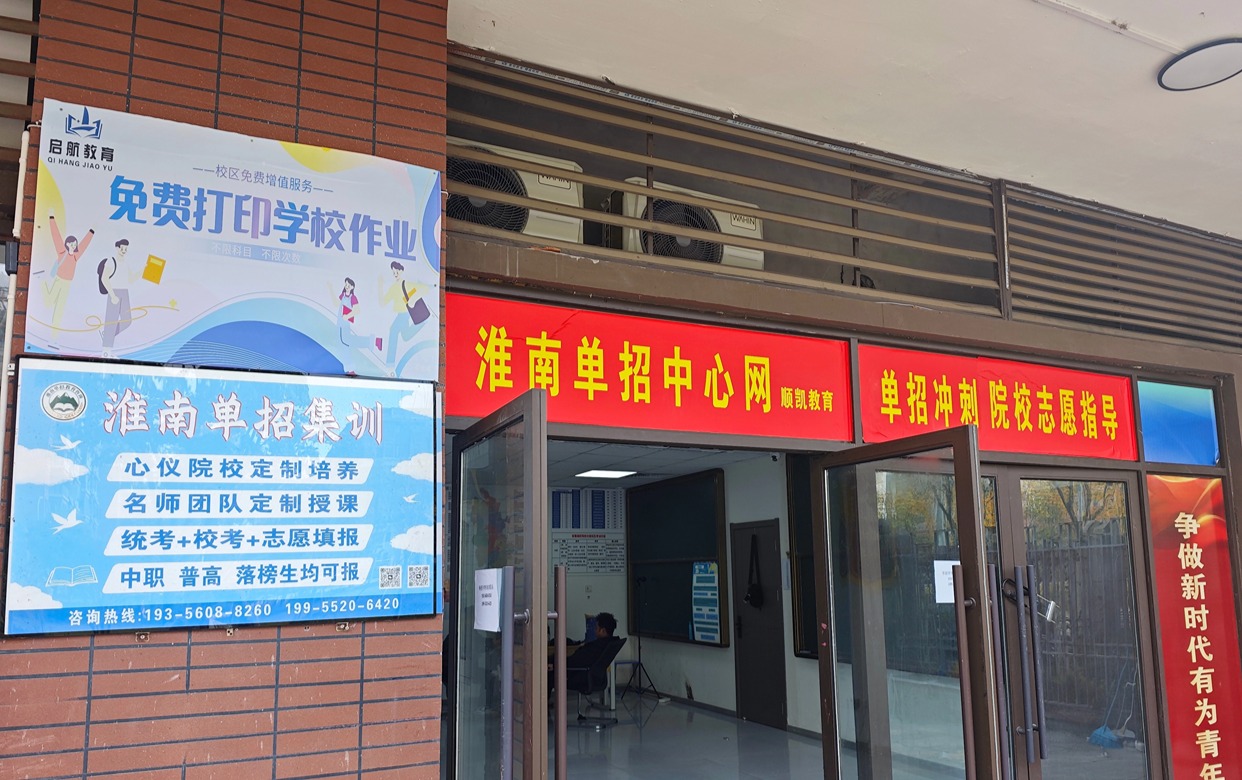 启航教育
QI HANG JIAO YU
——校区免费增值服务——
免费打印学校作业
不限科目 不限次数
淮南单招集训
心仪院校定制培养
名师团队定制授课
统考+校考+志愿填报
中职 普高 落榜生均可报
咨询热线:193-5608-8260 199-5520-6420
淮南单招中心网 顺凯教育
单招冲刺 院校志愿指导
争做新时代有为青年
WAHIN
WAHIN